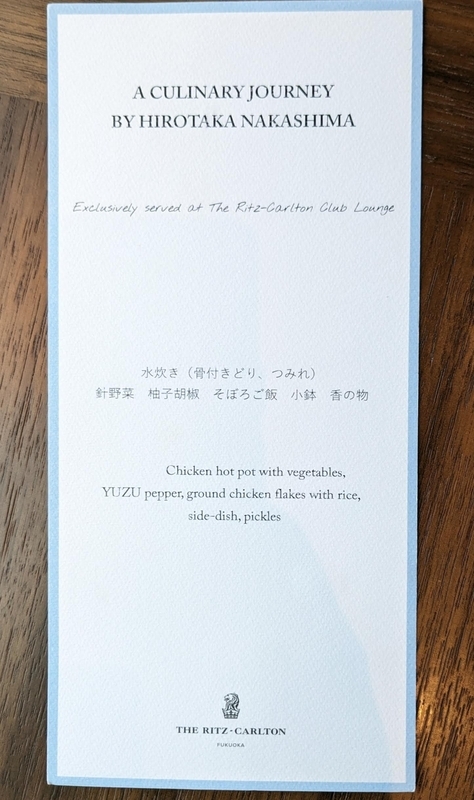 A CULINARY JOURNEY
BY HIROTAKA NAKASHIMA
Exclusively served at The Ritz-Carlton Club Lounge
水炊き（骨付きどり、つみれ）
針野菜　柚子胡椒　そぼろご飯　小鉢　香の物
Chicken hot pot with vegetables,
YUZU pepper, ground chicken flakes with rice,
side-dish, pickles
THE RITZ-CARLTON
FUKUOKA